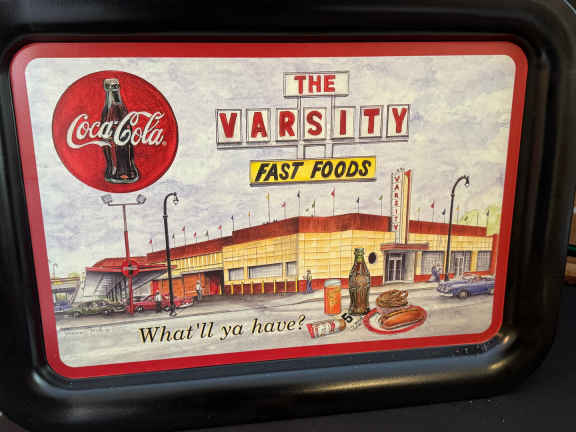 THE
VARSITY
FAST FOODS
Coca-Cola
VARSITY
What'll ya have?